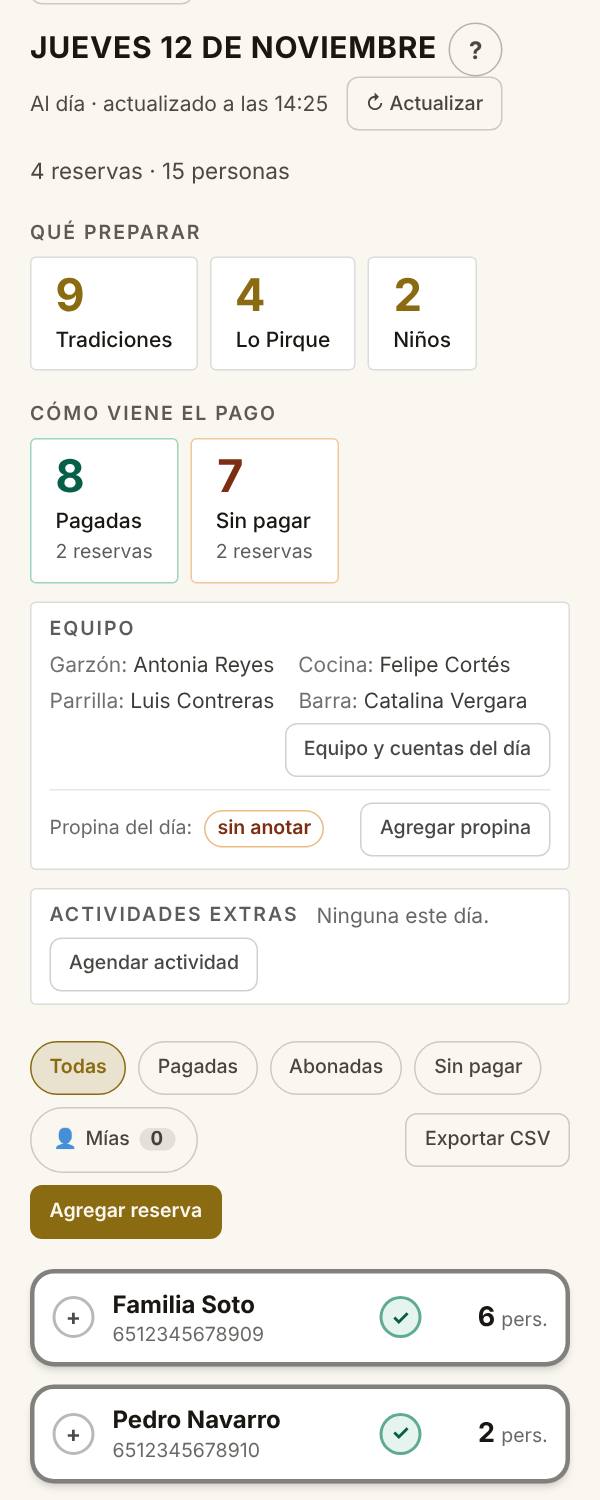 JUEVES 12 DE NOVIEMBRE ?
Al día · actualizado a las 14:25 ↻ Actualizar
4 reservas · 15 personas
QUÉ PREPARAR
9 4 2
Tradiciones Lo Pirque Niños
CÓMO VIENE EL PAGO
8 7
Pagadas Sin pagar
2 reservas 2 reservas
EQUIPO
Garzón: Antonia Reyes Cocina: Felipe Cortés
Parrilla: Luis Contreras Barra: Catalina Vergara
Equipo y cuentas del día
Propina del día: sin anotar Agregar propina
ACTIVIDADES EXTRAS Ninguna este día.
Agendar actividad
Todas Pagadas Abonadas Sin pagar
👤 Mías 0 Exportar CSV
Agregar reserva
+ Familia Soto ✓ 6 pers.
6512345678909
+ Pedro Navarro ✓ 2 pers.
6512345678910